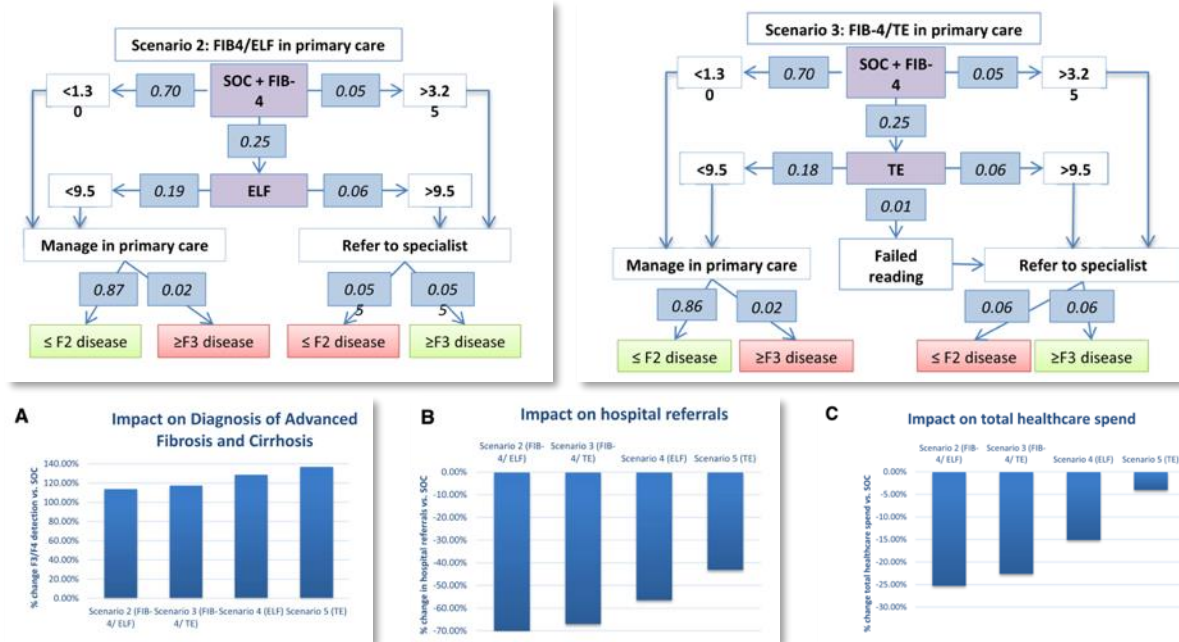 Scenario 2: FIB4/ELF in primary care
<1.3
0
0.70
SOC + FIB-
4
0.05
>3.2
5
0.25
<9.5
0.19
ELF
0.06
>9.5
Manage in primary care
Refer to specialist
0.87
0.02
0.05
5
0.05
5
≤ F2 disease
≥F3 disease
≤ F2 disease
≥F3 disease
Scenario 3: FIB-4/TE in primary care
<1.3
0
0.70
SOC + FIB-
4
0.05
>3.2
5
0.25
<9.5
0.18
TE
0.06
>9.5
0.01
Manage in primary care
Failed
reading
Refer to specialist
0.86
0.02
0.06
0.06
≤ F2 disease
≥F3 disease
≤ F2 disease
≥F3 disease
A
Impact on Diagnosis of Advanced
Fibrosis and Cirrhosis
% change F3/F4 detection vs. SOC
140.00%
120.00%
100.00%
80.00%
60.00%
40.00%
20.00%
0.00%
Scenario 2 (FIB-
4/ ELF)
Scenario 3 (FIB-
4/ TE)
Scenario 4 (ELF)
Scenario 5 (TE)
B
Impact on hospital referrals
Scenario 2 (FIB-
4/ ELF)
Scenario 3 (FIB-
4/ TE)
Scenario 4 (ELF)
Scenario 5 (TE)
% change in hospital referrals vs. SOC
0.00%
-10.00%
-20.00%
-30.00%
-40.00%
-50.00%
-60.00%
-70.00%
C
Impact on total healthcare spend
Scenario 2 (FIB-
4/ ELF)
Scenario 3 (FIB-
4/ TE)
Scenario 4 (ELF)
Scenario 5 (TE)
% change total healthcare spend vs. SOC
0.00%
-5.00%
-10.00%
-15.00%
-20.00%
-25.00%
-30.00%